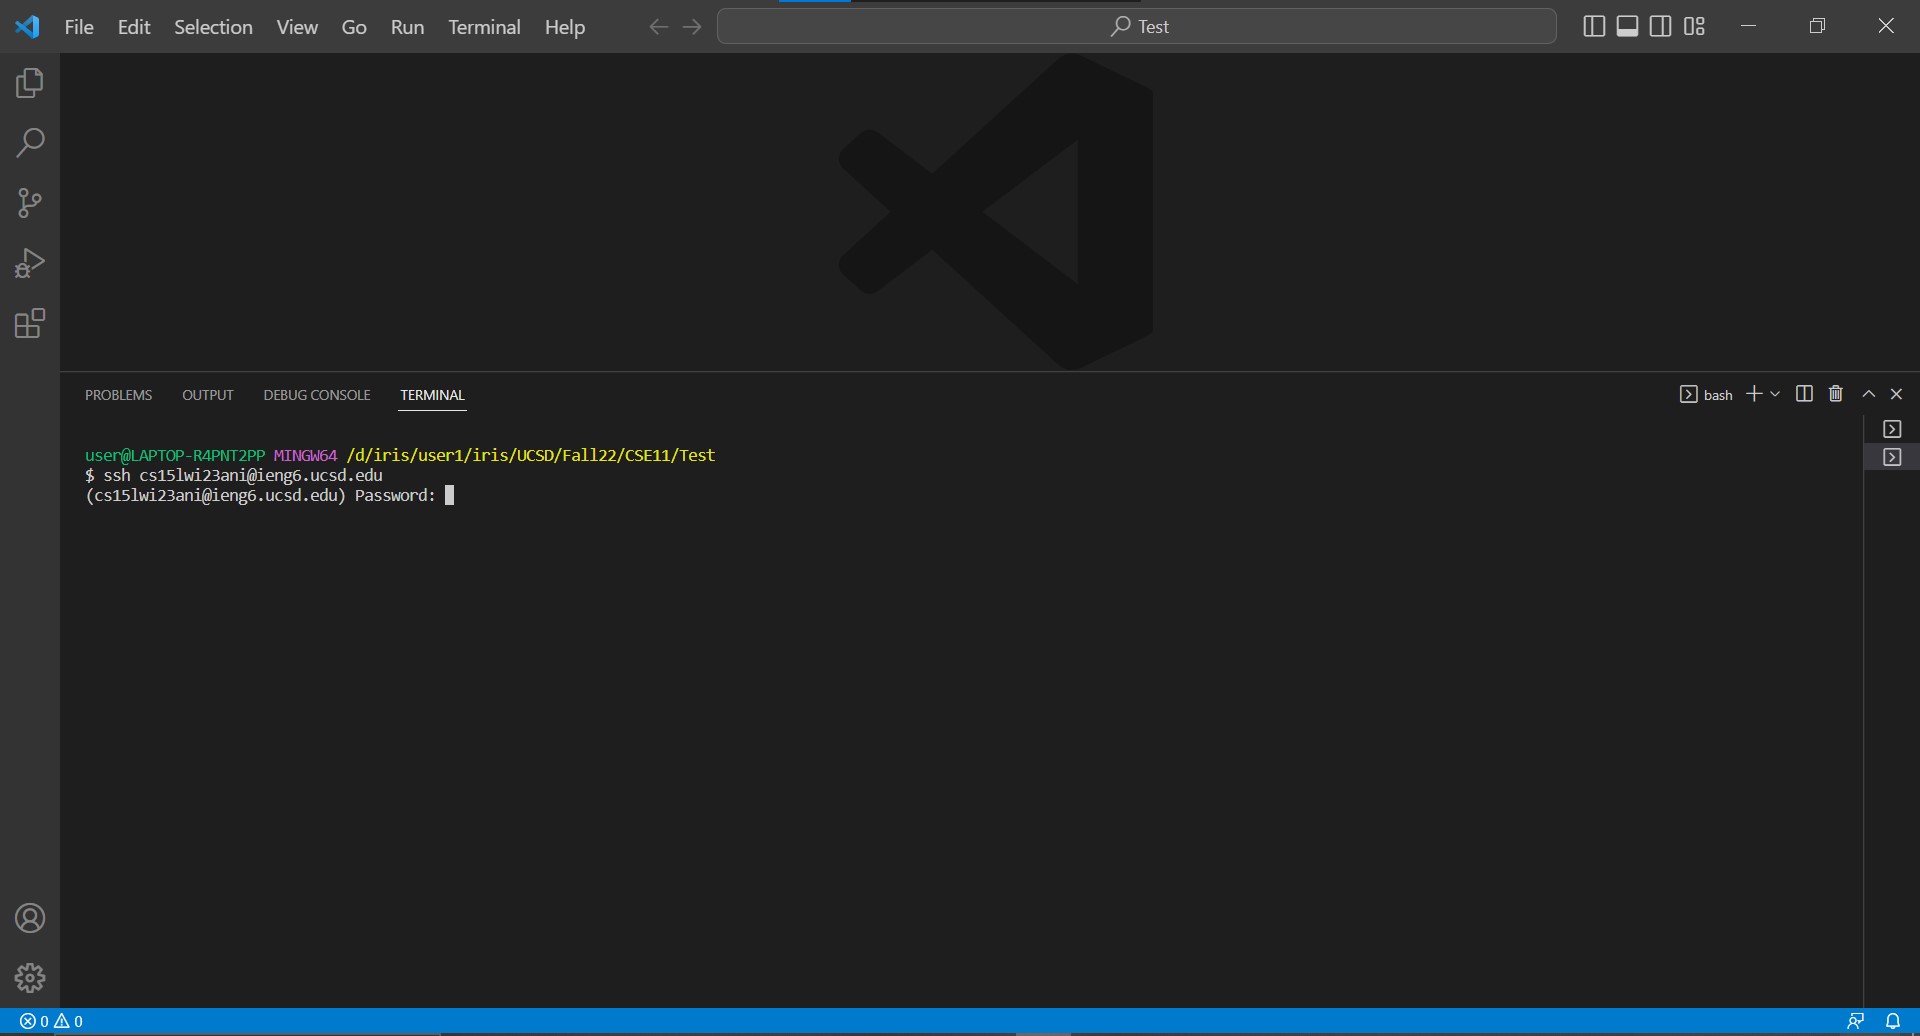 File Edit Selection View Go Run Terminal Help Test
PROBLEMS OUTPUT DEBUG CONSOLE TERMINAL bash
user@LAPTOP-R4PNT2PP MINGW64 /d/iris/user1/iris/UCSD/Fall22/CSE11/Test
$ ssh cs15lwi23ani@ieng6.ucsd.edu
(cs15lwi23ani@ieng6.ucsd.edu) Password:
0 0